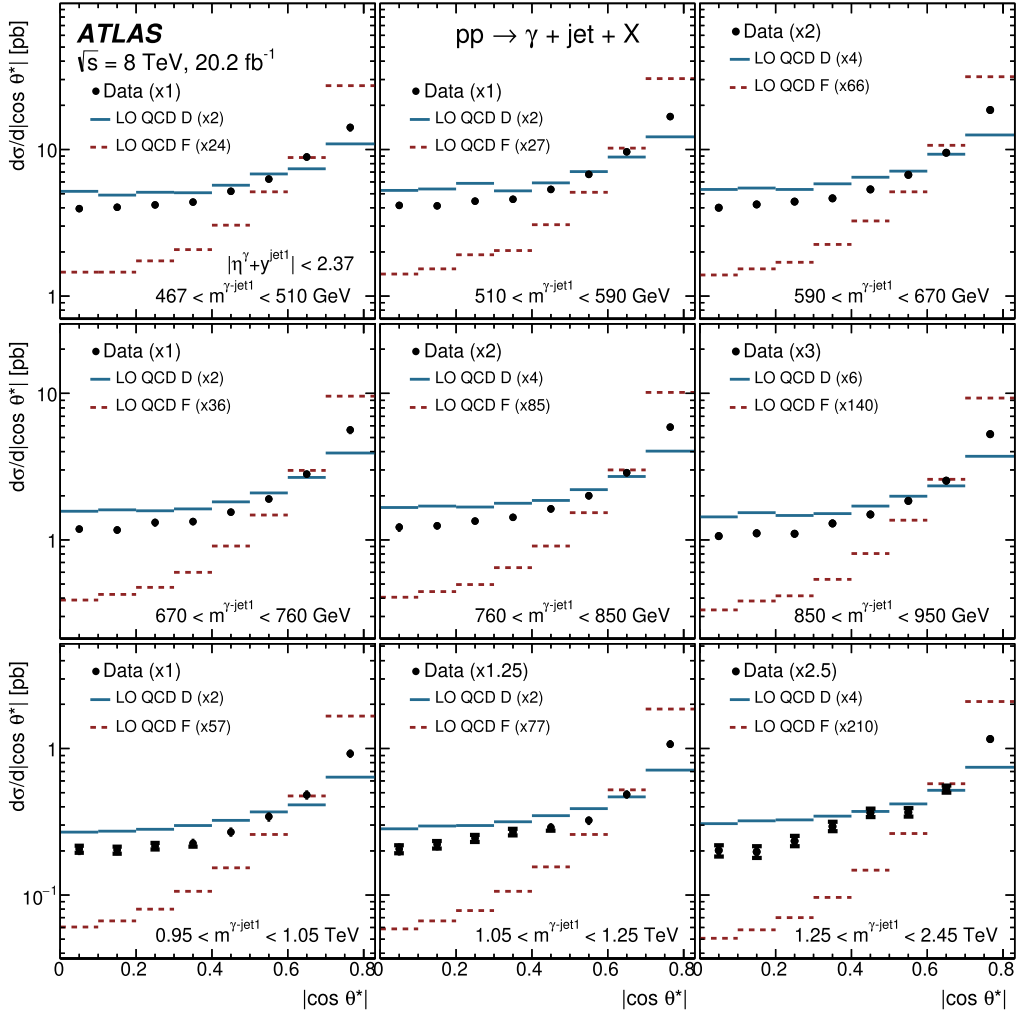 ATLAS
√s = 8 TeV, 20.2 fb⁻¹
Data (x1)
LO QCD D (x2)
LO QCD F (x24)
|η^γ+y^jet1| < 2.37
467 < m^γ-jet1 < 510 GeV
dσ/d|cos θ*| [pb]
10
1
pp → γ + jet + X
Data (x1)
LO QCD D (x2)
LO QCD F (x27)
510 < m^γ-jet1 < 590 GeV
Data (x2)
LO QCD D (x4)
LO QCD F (x66)
590 < m^γ-jet1 < 670 GeV
dσ/d|cos θ*| [pb]
10
1
Data (x1)
LO QCD D (x2)
LO QCD F (x36)
670 < m^γ-jet1 < 760 GeV
Data (x2)
LO QCD D (x4)
LO QCD F (x85)
760 < m^γ-jet1 < 850 GeV
Data (x3)
LO QCD D (x6)
LO QCD F (x140)
850 < m^γ-jet1 < 950 GeV
dσ/d|cos θ*| [pb]
1
10⁻¹
Data (x1)
LO QCD D (x2)
LO QCD F (x57)
0.95 < m^γ-jet1 < 1.05 TeV
Data (x1.25)
LO QCD D (x2)
LO QCD F (x77)
1.05 < m^γ-jet1 < 1.25 TeV
Data (x2.5)
LO QCD D (x4)
LO QCD F (x210)
1.25 < m^γ-jet1 < 2.45 TeV
0 0.2 0.4 0.6 0.8 0 0.2 0.4 0.6 0.8 0 0.2 0.4 0.6 0.8
|cos θ*| |cos θ*| |cos θ*|